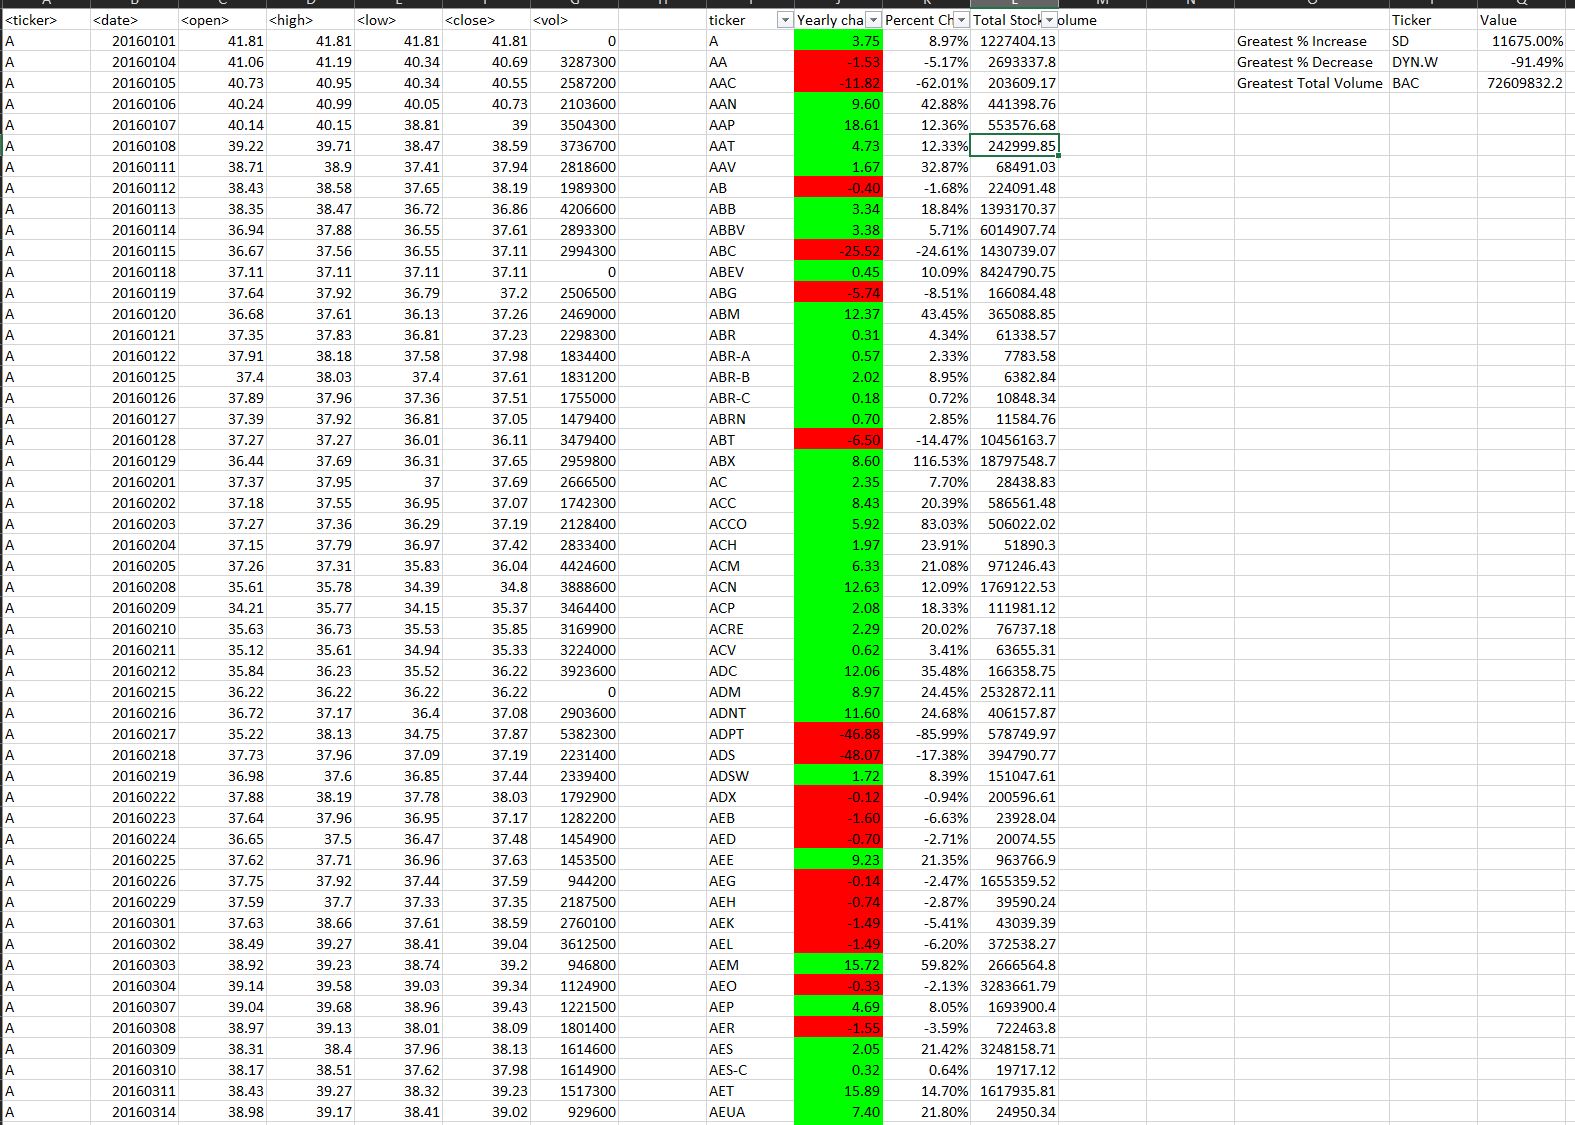 <ticker> <date> <open> <high> <low> <close> <vol> ticker Yearly cha Percent Ch Total Stock olume Ticker Value
A 20160101 41.81 41.81 41.81 41.81 0 A 3.75 8.97% 1227404.13 Greatest % Increase SD 11675.00%
A 20160104 41.06 41.19 40.34 40.69 3287300 AA -1.53 -5.17% 2693337.8 Greatest % Decrease DYN.W -91.49%
A 20160105 40.73 40.95 40.34 40.55 2587200 AAC -11.82 -62.01% 203609.17 Greatest Total Volume BAC 72609832.2
A 20160106 40.24 40.99 40.05 40.73 2103600 AAN 9.60 42.88% 441398.76
A 20160107 40.14 40.15 38.81 39 3504300 AAP 18.61 12.36% 553576.68
A 20160108 39.22 39.71 38.47 38.59 3736700 AAT 4.73 12.33% 242999.85
A 20160111 38.71 38.9 37.41 37.94 2818600 AAV 1.67 32.87% 68491.03
A 20160112 38.43 38.58 37.65 38.19 1989300 AB -0.40 -1.68% 224091.48
A 20160113 38.35 38.47 36.72 36.86 4206600 ABB 3.34 18.84% 1393170.37
A 20160114 36.94 37.88 36.55 37.61 2893300 ABBV 3.38 5.71% 6014907.74
A 20160115 36.67 37.56 36.55 37.11 2994300 ABC -25.52 -24.61% 1430739.07
A 20160118 37.11 37.11 37.11 37.11 0 ABEV 0.45 10.09% 8424790.75
A 20160119 37.64 37.92 36.79 37.2 2506500 ABG -5.74 -8.51% 166084.48
A 20160120 36.68 37.61 36.13 37.26 2469000 ABM 12.37 43.45% 365088.85
A 20160121 37.35 37.83 36.81 37.23 2298300 ABR 0.31 4.34% 61338.57
A 20160122 37.91 38.18 37.58 37.98 1834400 ABR-A 0.57 2.33% 7783.58
A 20160125 37.4 38.03 37.4 37.61 1831200 ABR-B 2.02 8.95% 6382.84
A 20160126 37.89 37.96 37.36 37.51 1755000 ABR-C 0.18 0.72% 10848.34
A 20160127 37.39 37.92 36.81 37.05 1479400 ABRN 0.70 2.85% 11584.76
A 20160128 37.27 37.27 36.01 36.11 3479400 ABT -6.50 -14.47% 10456163.7
A 20160129 36.44 37.69 36.31 37.65 2959800 ABX 8.60 116.53% 18797548.7
A 20160201 37.37 37.95 37 37.69 2666500 AC 2.35 7.70% 28438.83
A 20160202 37.18 37.55 36.95 37.07 1742300 ACC 8.43 20.39% 586561.48
A 20160203 37.27 37.36 36.29 37.19 2128400 ACCO 5.92 83.03% 506022.02
A 20160204 37.15 37.79 36.97 37.42 2833400 ACH 1.97 23.91% 51890.3
A 20160205 37.26 37.31 35.83 36.04 4424600 ACM 6.33 21.08% 971246.43
A 20160208 35.61 35.78 34.39 34.8 3888600 ACN 12.63 12.09% 1769122.53
A 20160209 34.21 35.77 34.15 35.37 3464400 ACP 2.08 18.33% 111981.12
A 20160210 35.63 36.73 35.53 35.85 3169900 ACRE 2.29 20.02% 76737.18
A 20160211 35.12 35.61 34.94 35.33 3224000 ACV 0.62 3.41% 63655.31
A 20160212 35.84 36.23 35.52 36.22 3923600 ADC 12.06 35.48% 166358.75
A 20160215 36.22 36.22 36.22 36.22 0 ADM 8.97 24.45% 2532872.11
A 20160216 36.72 37.17 36.4 37.08 2903600 ADNT 11.60 24.68% 406157.87
A 20160217 35.22 38.13 34.75 37.87 5382300 ADPT -46.88 -85.99% 578749.97
A 20160218 37.73 37.96 37.09 37.19 2231400 ADS -48.07 -17.38% 394790.77
A 20160219 36.98 37.6 36.85 37.44 2339400 ADSW 1.72 8.39% 151047.61
A 20160222 37.88 38.19 37.78 38.03 1792900 ADX -0.12 -0.94% 200596.61
A 20160223 37.64 37.96 36.95 37.17 1282200 AEB -1.60 -6.63% 23928.04
A 20160224 36.65 37.5 36.47 37.48 1454900 AED -0.70 -2.71% 20074.55
A 20160225 37.62 37.71 36.96 37.63 1453500 AEE 9.23 21.35% 963766.9
A 20160226 37.75 37.92 37.44 37.59 944200 AEG -0.14 -2.47% 1655359.52
A 20160229 37.59 37.7 37.33 37.35 2187500 AEH -0.74 -2.87% 39590.24
A 20160301 37.63 38.66 37.61 38.59 2760100 AEK -1.49 -5.41% 43039.39
A 20160302 38.49 39.27 38.41 39.04 3612500 AEL -1.49 -6.20% 372538.27
A 20160303 38.92 39.23 38.74 39.2 946800 AEM 15.72 59.82% 2666564.8
A 20160304 39.14 39.58 39.03 39.34 1124900 AEO -0.33 -2.13% 3283661.79
A 20160307 39.04 39.68 38.96 39.43 1221500 AEP 4.69 8.05% 1693900.4
A 20160308 38.97 39.13 38.01 38.09 1801400 AER -1.55 -3.59% 722463.8
A 20160309 38.31 38.4 37.96 38.13 1614600 AES 2.05 21.42% 3248158.71
A 20160310 38.17 38.51 37.62 37.98 1614900 AES-C 0.32 0.64% 19717.12
A 20160311 38.43 39.27 38.32 39.23 1517300 AET 15.89 14.70% 1617935.81
A 20160314 38.98 39.17 38.41 39.02 929600 AEUA 7.40 21.80% 24950.34